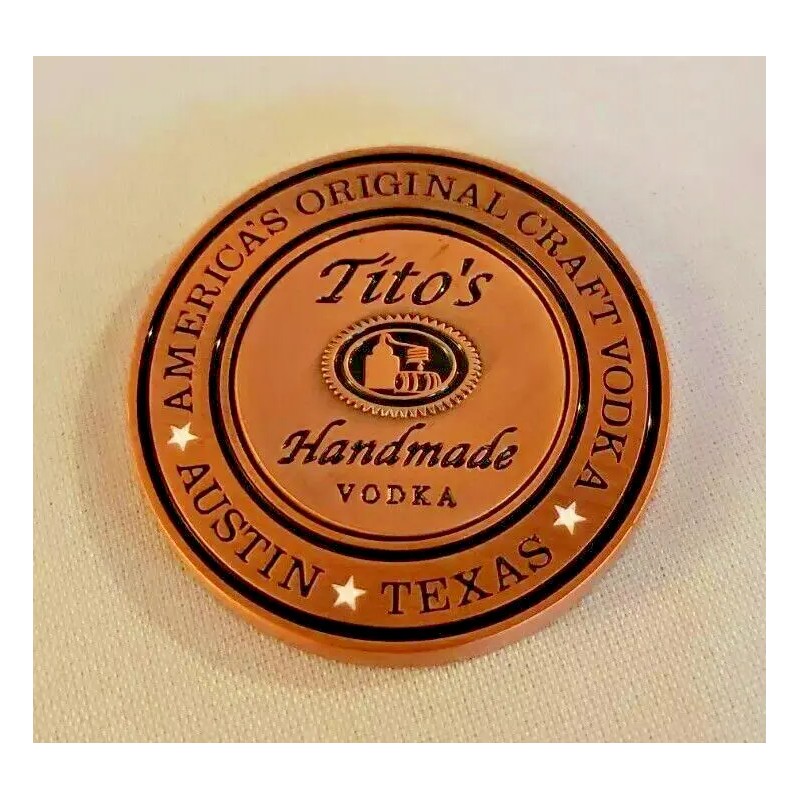 AMERICA'S ORIGINAL CRAFT VODKA
Tito's
Handmade
VODKA
AUSTIN TEXAS